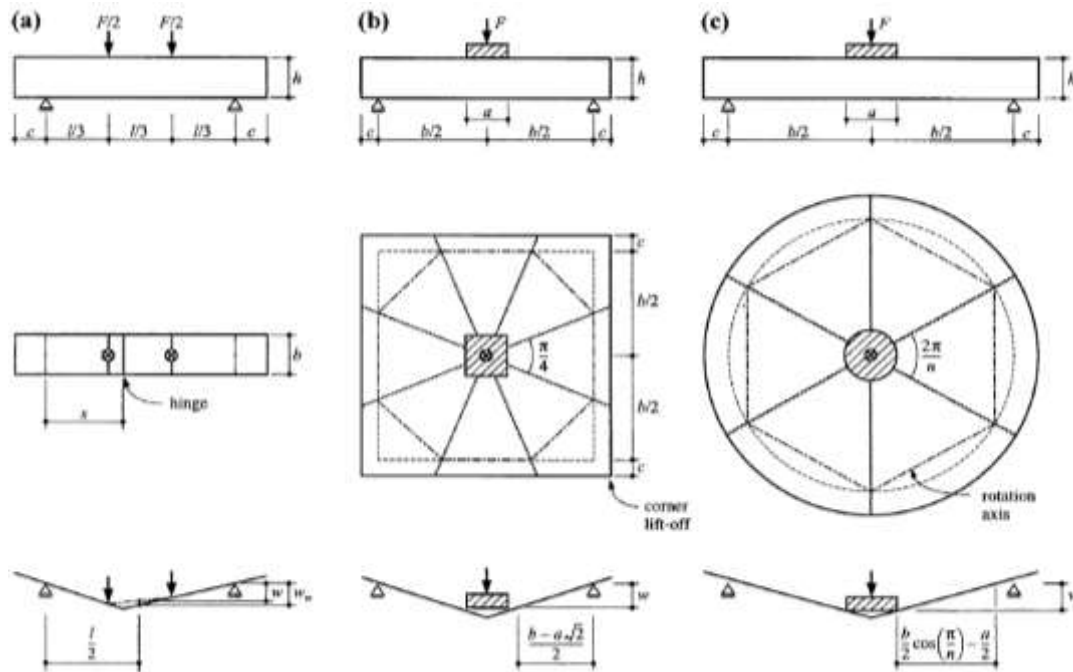 (a)
F/2
F/2
h
c
l/3
l/3
l/3
c
b
x
hinge
w
l/2
(b)
F
h
a
c
b/2
b/2
c
π/4
c
b/2
b/2
c
corner
lift-off
w
b − a√2
2
(c)
F
a
c
b/2
b/2
c
2π
n
rotation
axis
b/2 cos(π/n) − a/2